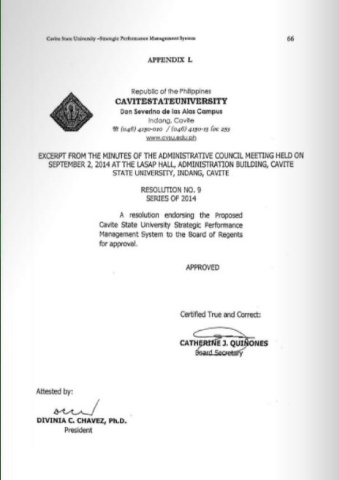 Cavite State University -Strategic Performance Management System 66
APPENDIX L
Republic of the Philippines
CAVITESTATEUNIVERSITY
Don Severino de las Alas Campus
Indang, Cavite
☎ (046) 4150-010 / (046) 4150-13 loc 253
www.cvsu.edu.ph
EXCERPT FROM THE MINUTES OF THE ADMINISTRATIVE COUNCIL MEETING HELD ON
SEPTEMBER 2, 2014 AT THE LASAP HALL, ADMINISTRATION BUILDING, CAVITE
STATE UNIVERSITY, INDANG, CAVITE
RESOLUTION NO. 9
SERIES OF 2014
A resolution endorsing the Proposed
Cavite State University Strategic Performance
Management System to the Board of Regents
for approval.
APPROVED
Certified True and Correct:
CATHERINE J. QUIÑONES
Board Secretary
Attested by:
DIVINIA C. CHAVEZ, Ph.D.
President